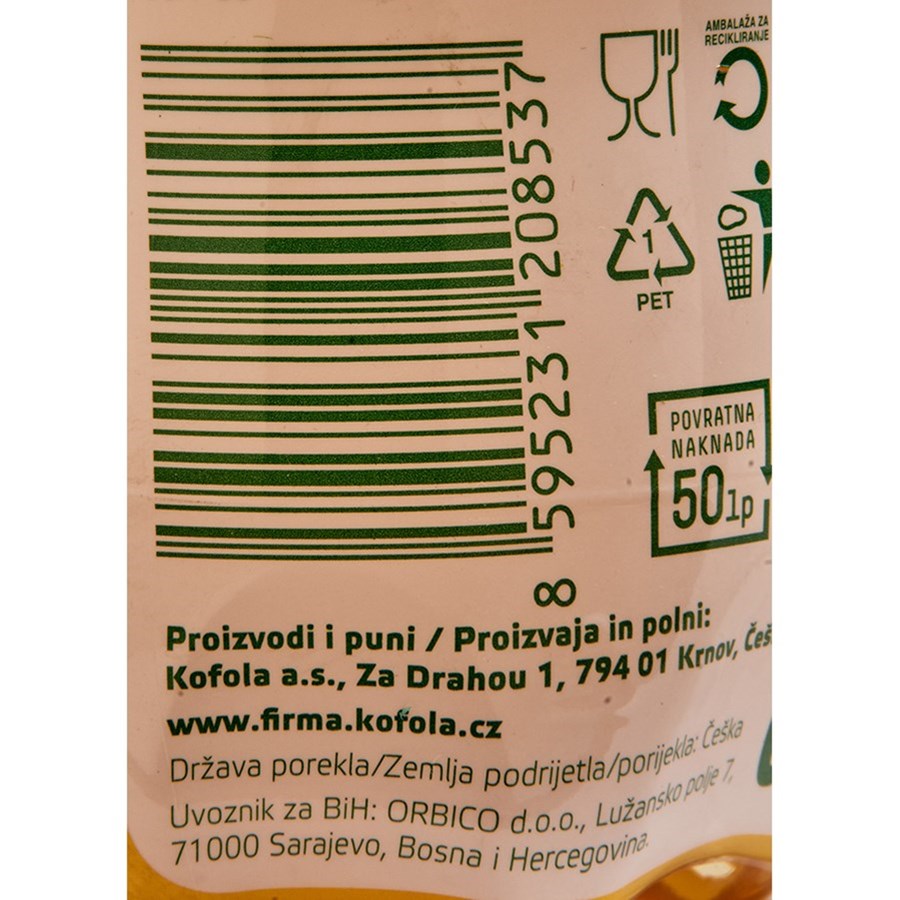 AMBALAŽA ZA
RECIKLIRANJE
8 595231 208537
1
PET
POVRATNA
NAKNADA
50lp
Proizvodi i puni / Proizvaja in polni:
Kofola a.s., Za Drahou 1, 794 01 Krnov,
www.firma.kofola.cz
Država porekla/Zemlja podrijetla/porijekla: Češka
Uvoznik za BiH: ORBICO d.o.o., Lužansko polje 7,
71000 Sarajevo, Bosna i Hercegovina.